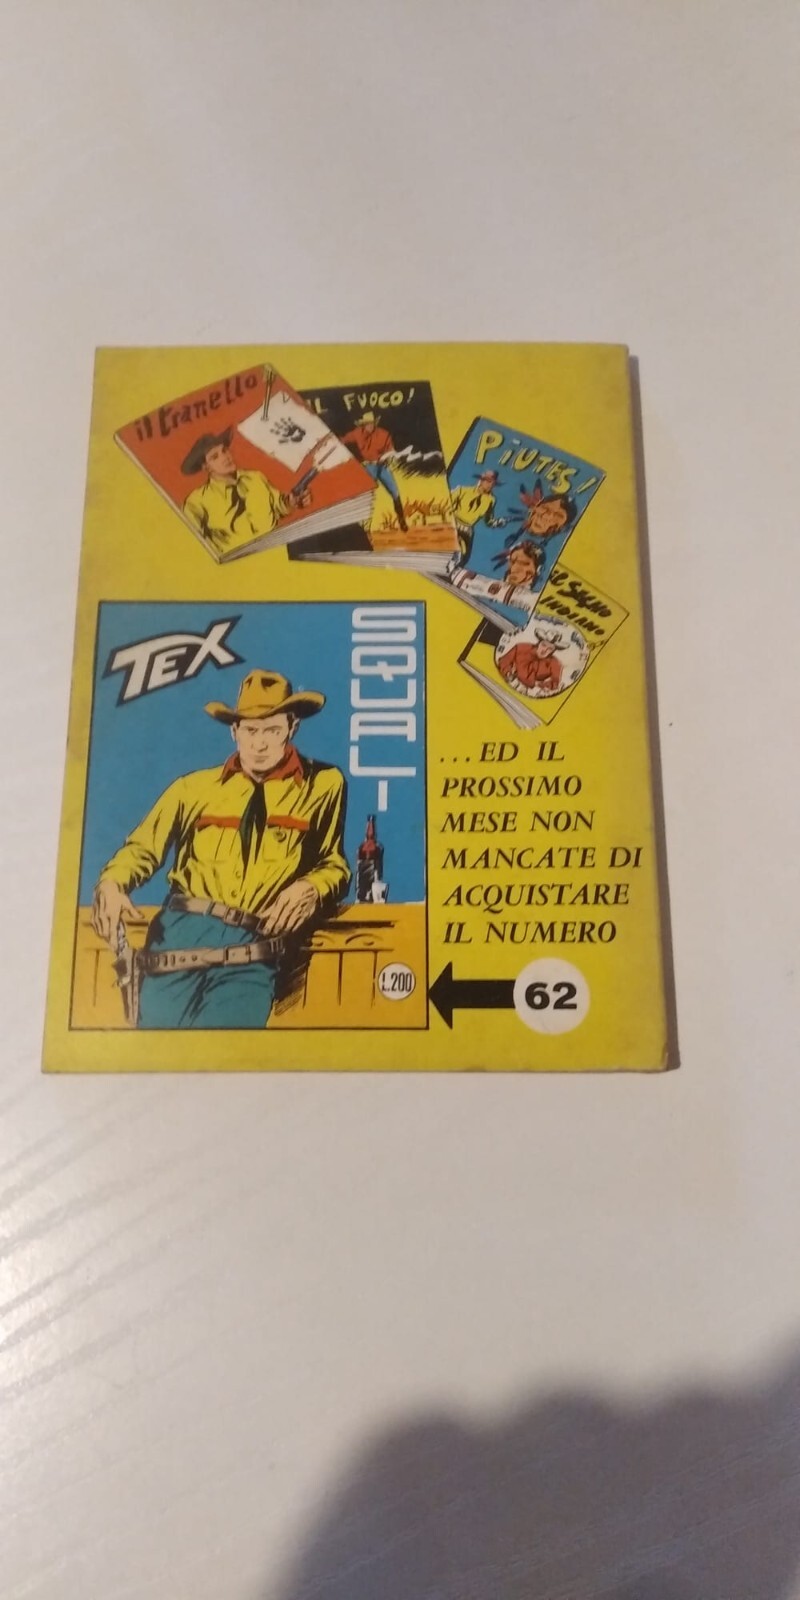 il tranello
IL FUOCO!
PIUTES!
IL SEGNO
INDIANO
TEX
SQUALI
...ED IL
PROSSIMO
MESE NON
MANCATE DI
ACQUISTARE
IL NUMERO
L.200
62